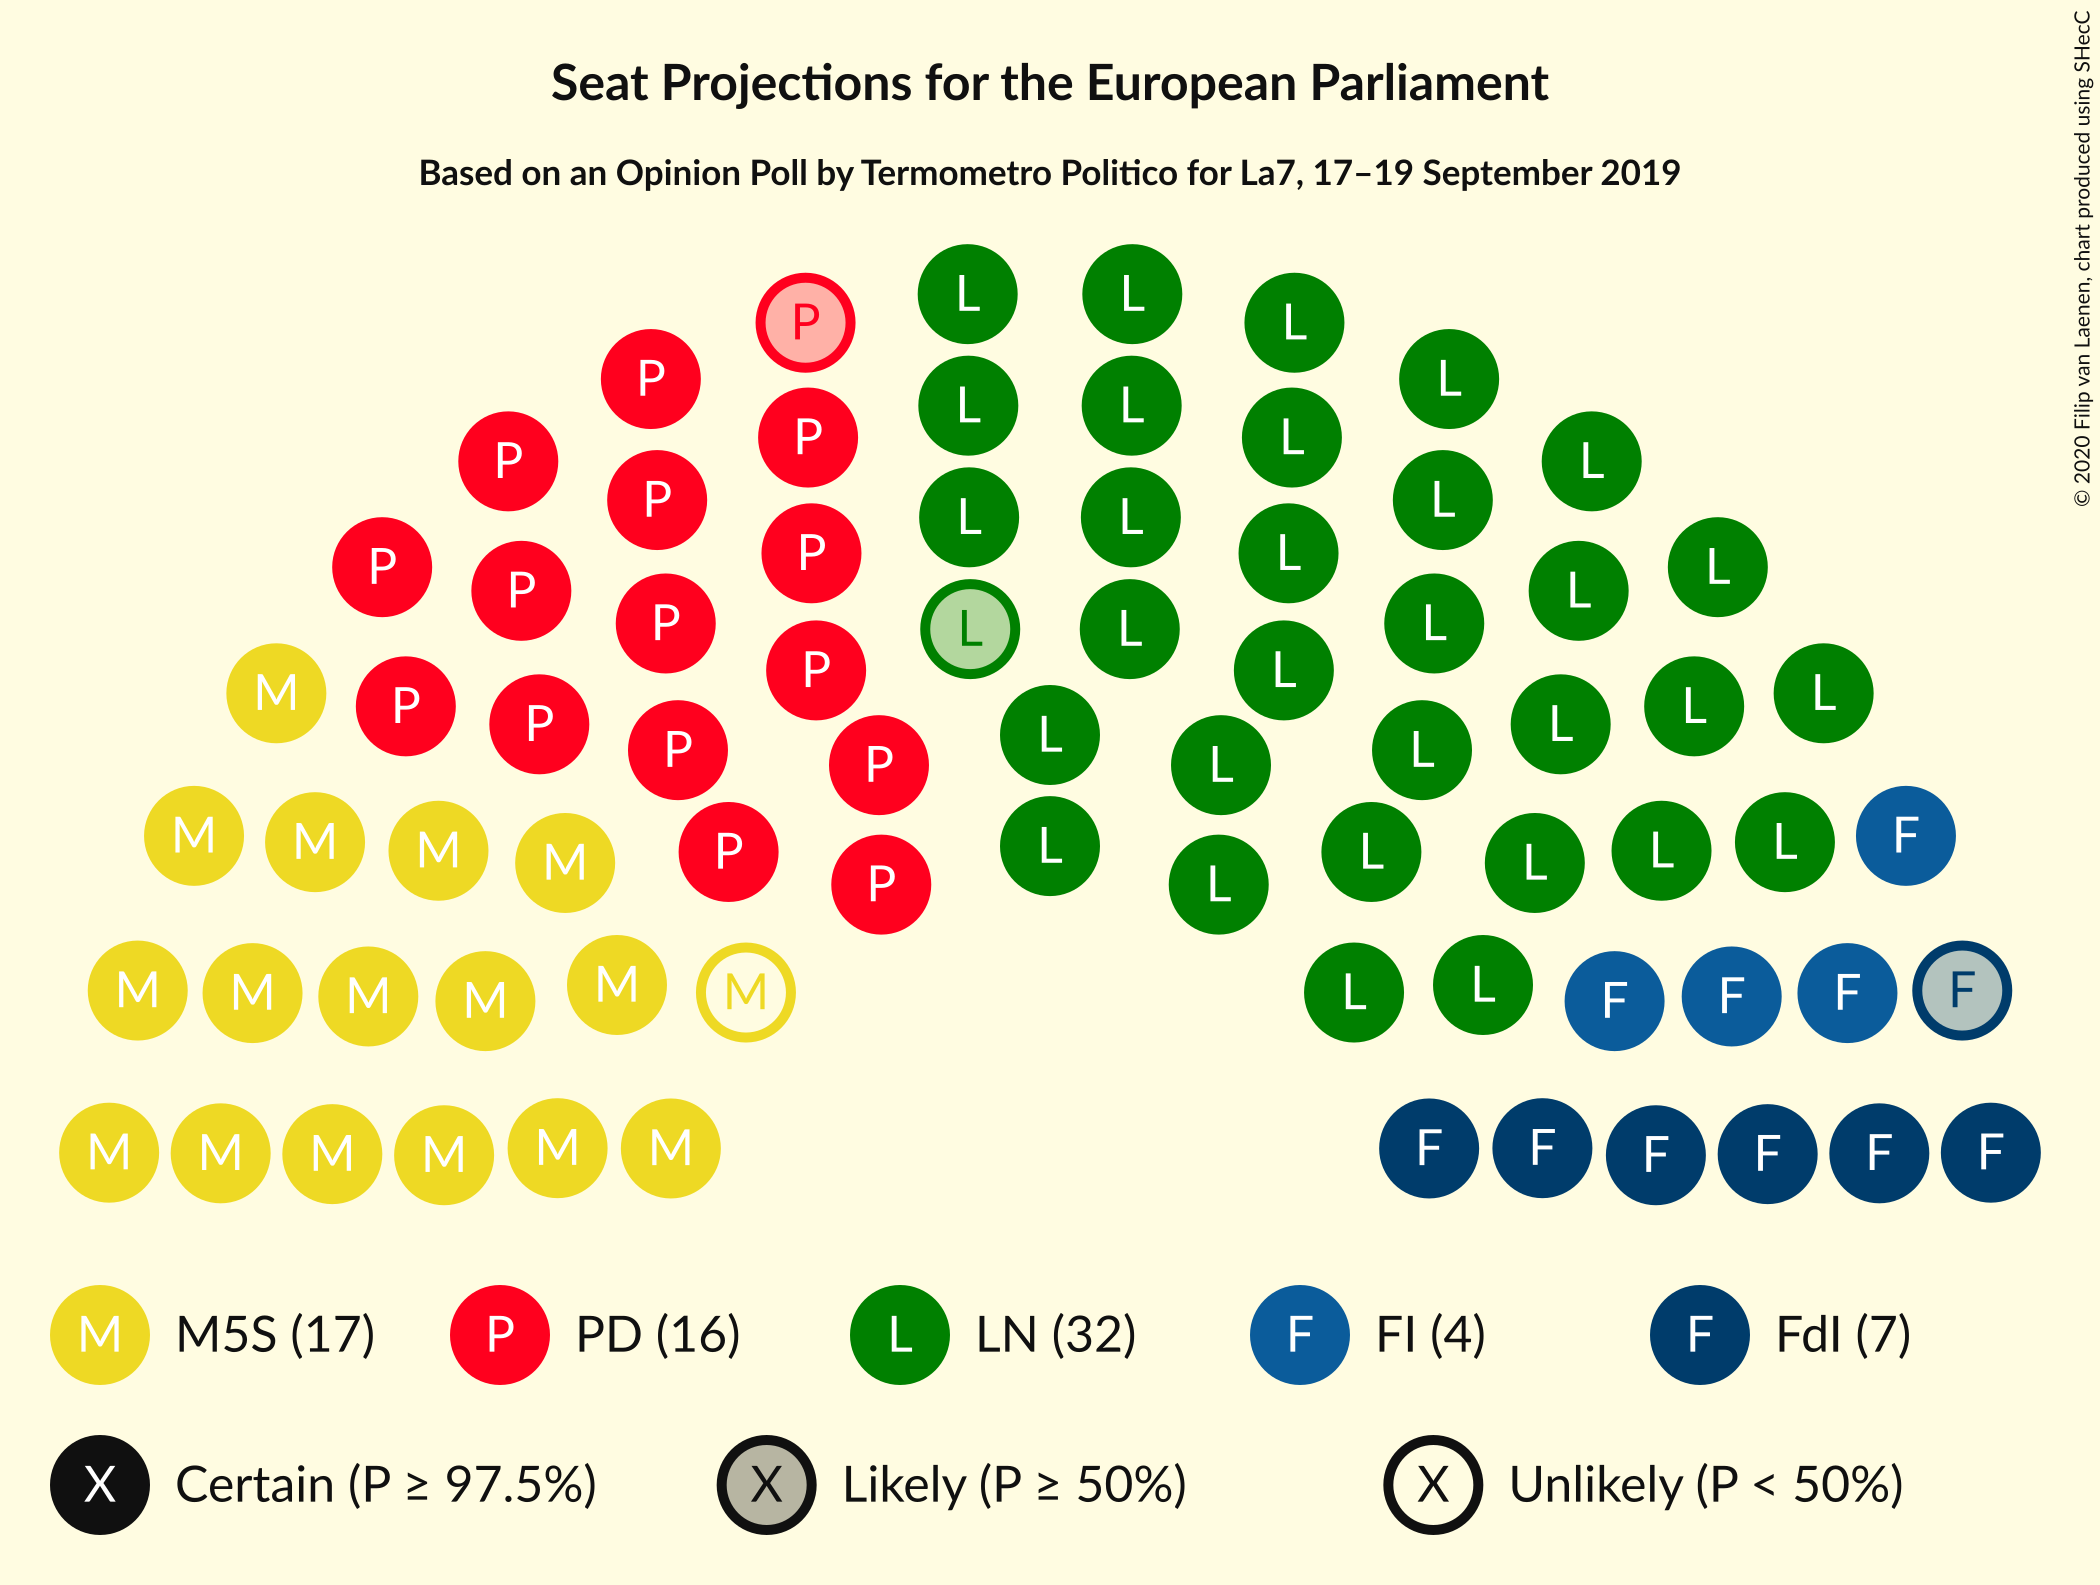 Seat Projections for the European Parliament
Based on an Opinion Poll by Termometro Politico for La7, 17–19 September 2019
© 2020 Filip van Laenen, chart produced using SHecC
L L
P L L
P L
L L
P L
P L
P L
P L
L L
P L
P L
P L
P L
P L
L L
P L
M L
P L
P L
L
P L
P L
M F
M L
L
M L
P L
M L
P L
M L
M F
M F
M M L
M F
M F
M M M M M M F F F F F F
M M5S (17) P PD (16) L LN (32) F FI (4) F FdI (7)
X Certain (P ≥ 97.5%) X Likely (P ≥ 50%) X Unlikely (P < 50%)